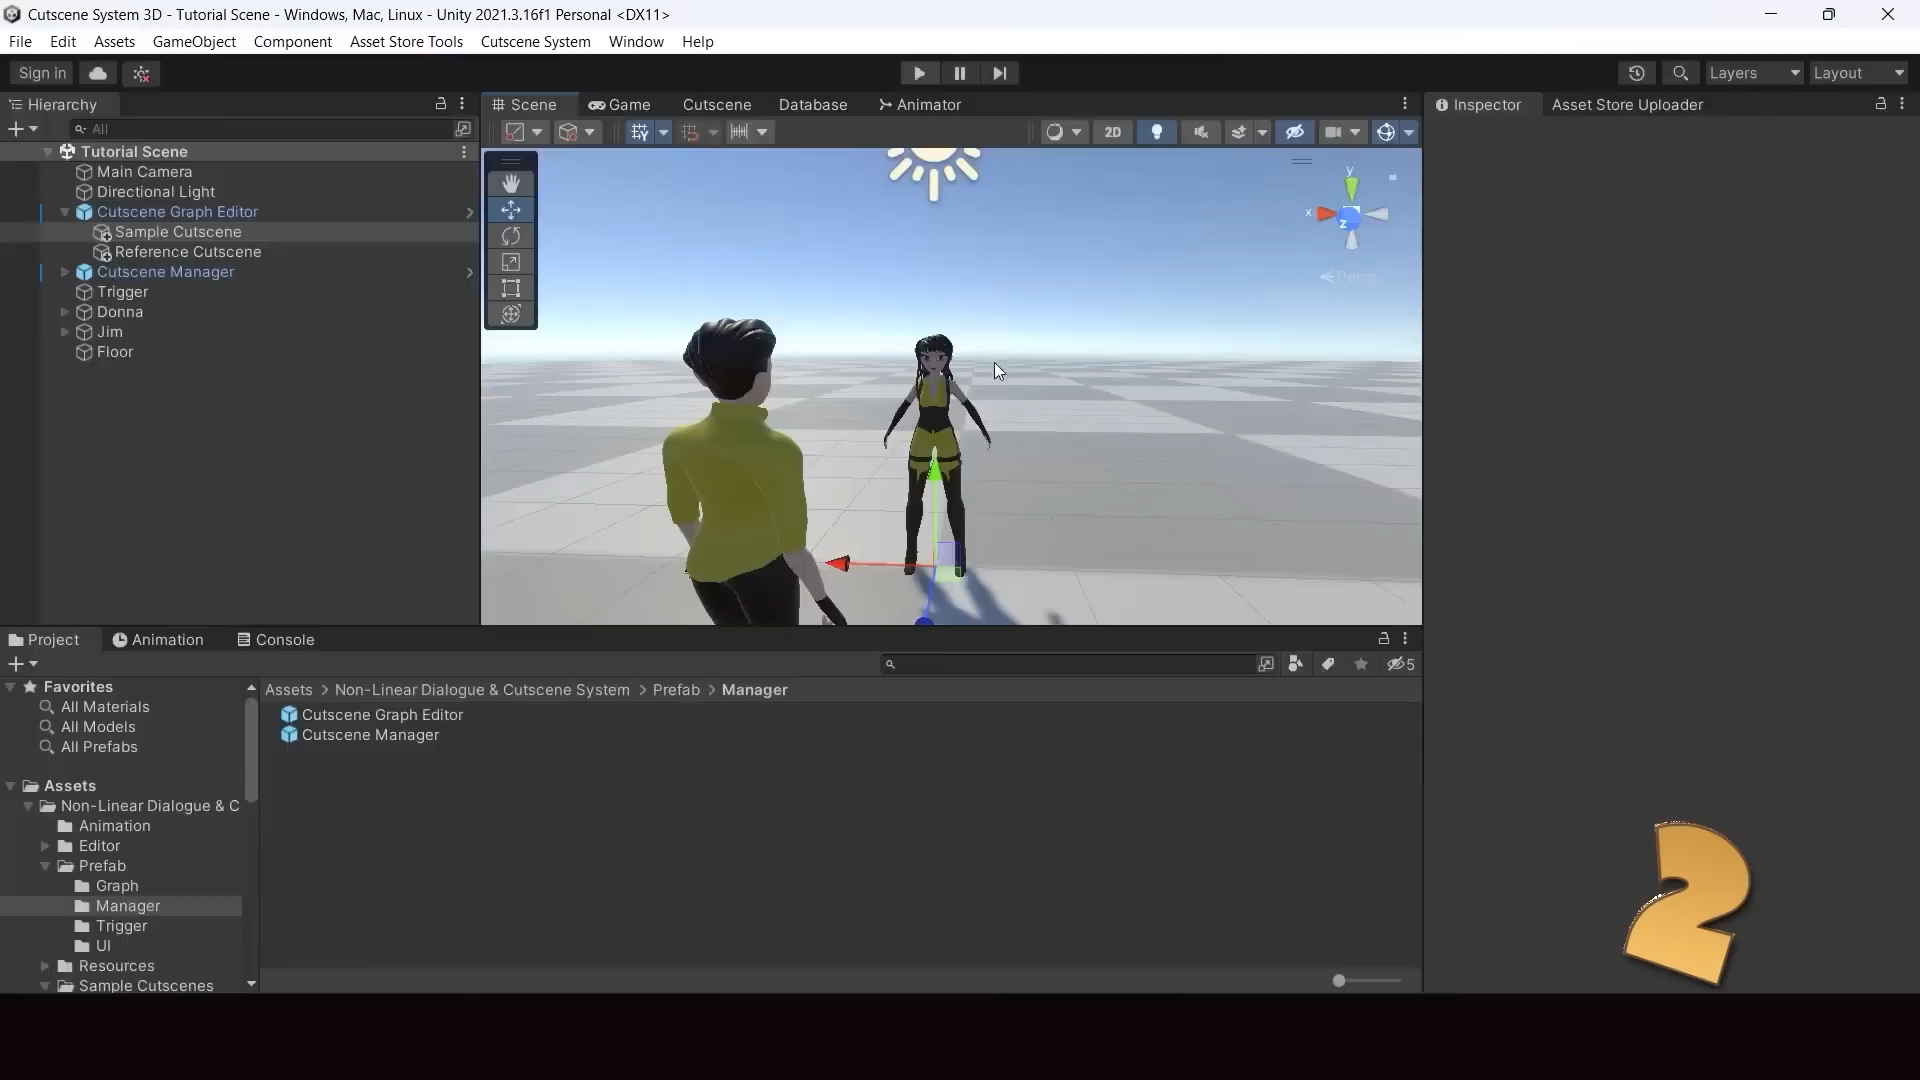 Cutscene System 3D - Tutorial Scene - Windows, Mac, Linux - Unity 2021.3.16f1 Personal <DX11>
File Edit Assets GameObject Component Asset Store Tools Cutscene System Window Help
Sign in Layers Layout
Hierarchy Scene Game Cutscene Database Animator Inspector Asset Store Uploader
All 2D
Tutorial Scene
Main Camera
Directional Light
Cutscene Graph Editor
Sample Cutscene
Reference Cutscene
Cutscene Manager
Trigger
Donna
Jim
Floor
y
x
z
Persp
Project Animation Console
5
Favorites
All Materials
All Models
All Prefabs
Assets
Non-Linear Dialogue & C
Animation
Editor
Prefab
Graph
Manager
Trigger
UI
Resources
Sample Cutscenes
Assets > Non-Linear Dialogue & Cutscene System > Prefab > Manager
Cutscene Graph Editor
Cutscene Manager
2